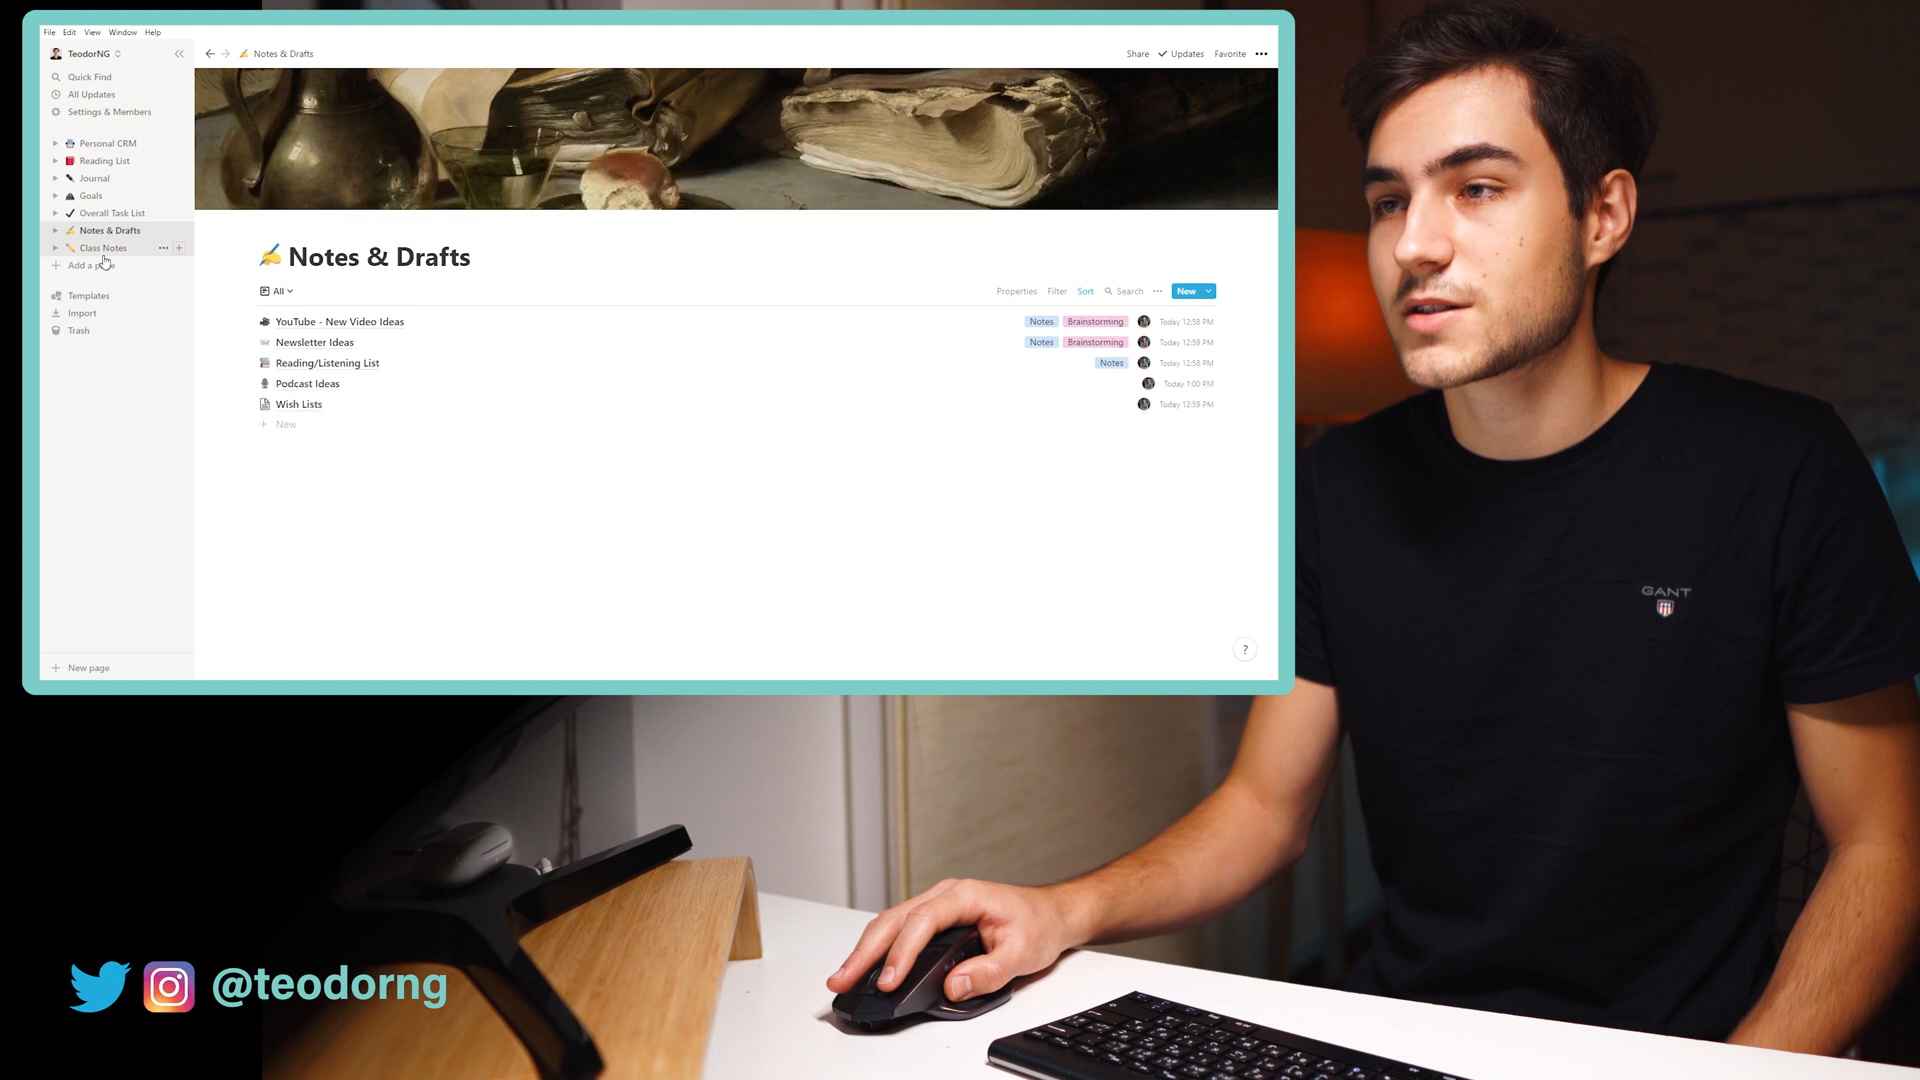 File Edit View Window Help
TeodorNG
Notes & Drafts
Share Updates Favorite
Quick Find
All Updates
Settings & Members
Personal CRM
Reading List
Journal
Goals
Overall Task List
Notes & Drafts
Class Notes
Add a
Templates
Import
Trash
New page
Notes & Drafts
All
Properties Filter Sort Search New
YouTube - New Video Ideas Notes Brainstorming Today 12:58 PM
Newsletter Ideas Notes Brainstorming Today 12:59 PM
Reading/Listening List Notes Today 12:58 PM
Podcast Ideas Today 1:00 PM
Wish Lists Today 12:59 PM
+ New
?
GANT
@teodorng